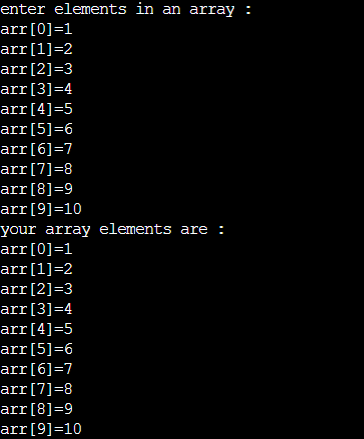 enter elements in an array :
arr[0]=1
arr[1]=2
arr[2]=3
arr[3]=4
arr[4]=5
arr[5]=6
arr[6]=7
arr[7]=8
arr[8]=9
arr[9]=10
your array elements are :
arr[0]=1
arr[1]=2
arr[2]=3
arr[3]=4
arr[4]=5
arr[5]=6
arr[6]=7
arr[7]=8
arr[8]=9
arr[9]=10